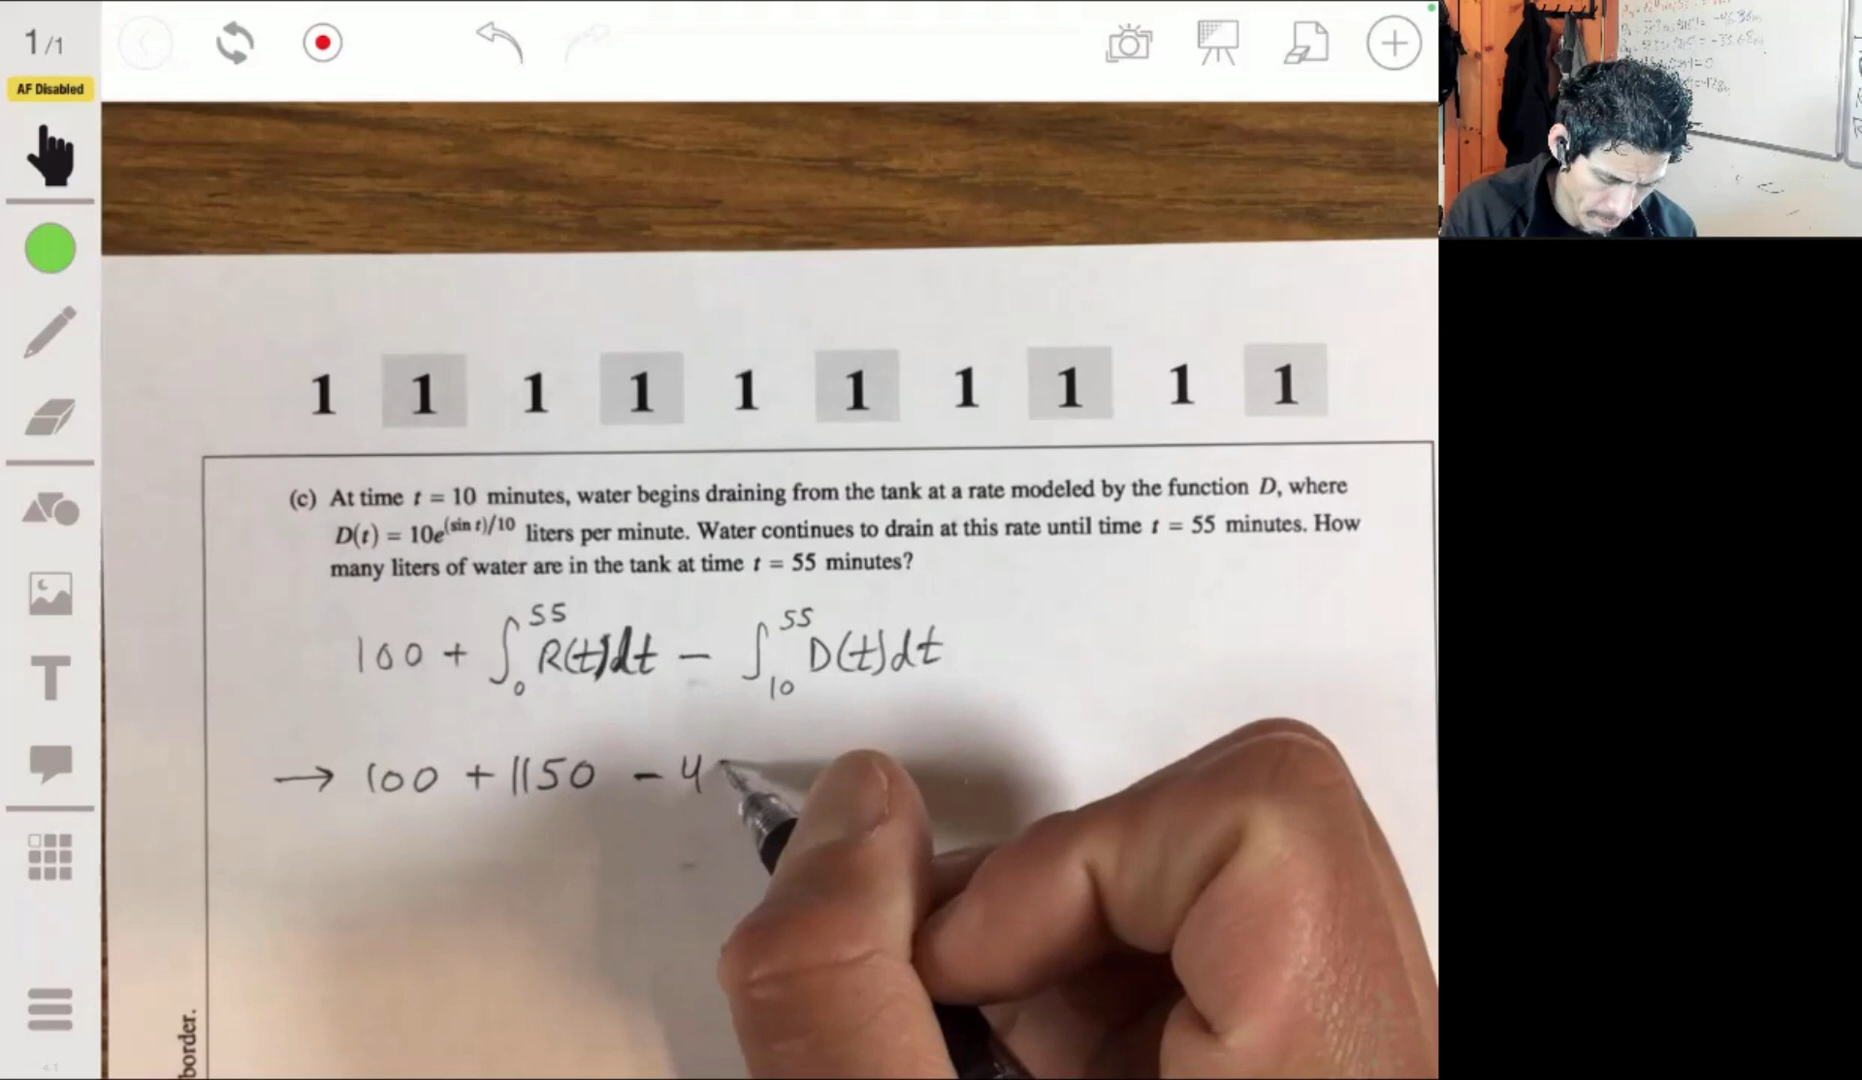 1/1
AF Disabled
T
1 1 1 1 1 1 1 1 1 1
(c) At time t = 10 minutes, water begins draining from the tank at a rate modeled by the function D, where
D(t) = 10e^(sin t)/10 liters per minute. Water continues to drain at this rate until time t = 55 minutes. How
many liters of water are in the tank at time t = 55 minutes?
100 + ∫₀⁵⁵ R(t)dt − ∫₁₀⁵⁵ D(t)dt
→ 100 + 1150 − 4
border.